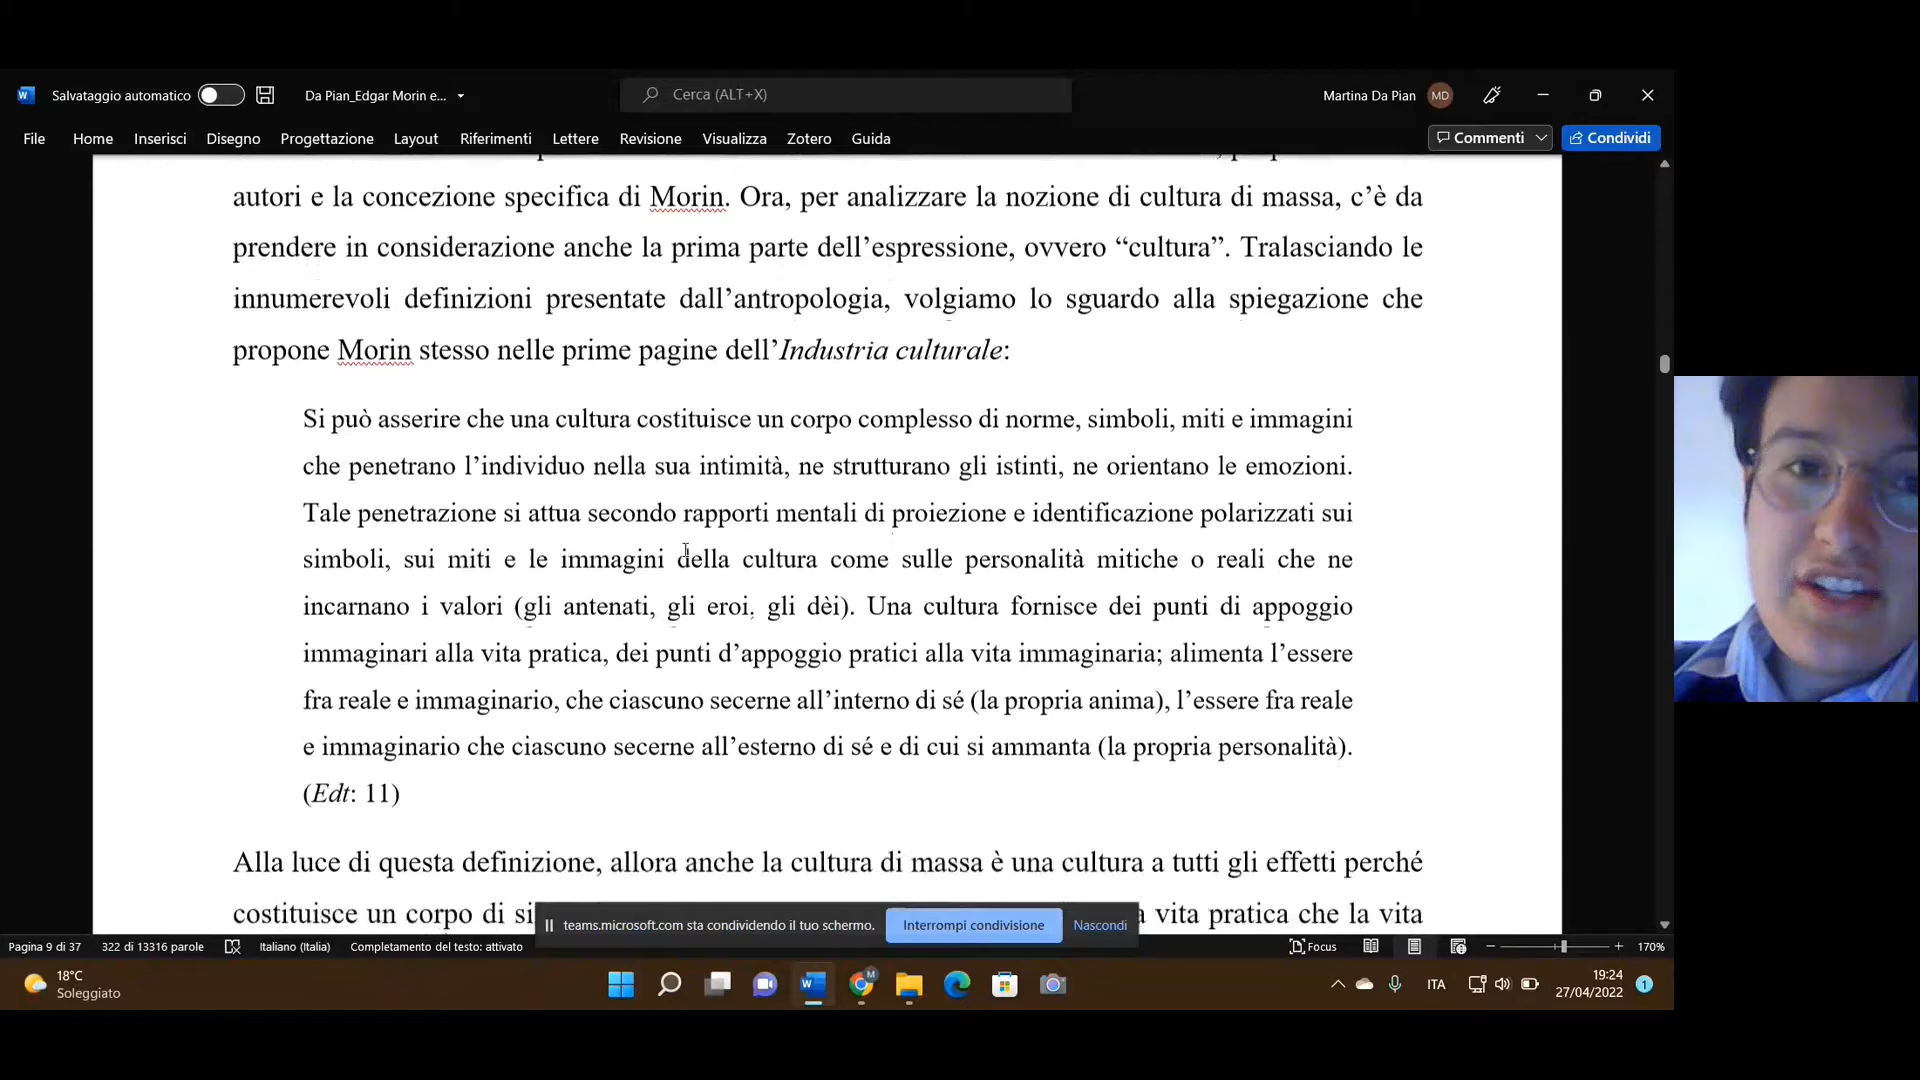 Salvataggio automatico
Da Pian_Edgar Morin e...
Cerca (ALT+X)
Martina Da Pian
MD
File Home Inserisci Disegno Progettazione Layout Riferimenti Lettere Revisione Visualizza Zotero Guida
Commenti
Condividi
autori e la concezione specifica di Morin. Ora, per analizzare la nozione di cultura di massa, c’è da
prendere in considerazione anche la prima parte dell’espressione, ovvero “cultura”. Tralasciando le
innumerevoli definizioni presentate dall’antropologia, volgiamo lo sguardo alla spiegazione che
propone Morin stesso nelle prime pagine dell’Industria culturale:
Si può asserire che una cultura costituisce un corpo complesso di norme, simboli, miti e immagini
che penetrano l’individuo nella sua intimità, ne strutturano gli istinti, ne orientano le emozioni.
Tale penetrazione si attua secondo rapporti mentali di proiezione e identificazione polarizzati sui
simboli, sui miti e le immagini della cultura come sulle personalità mitiche o reali che ne
incarnano i valori (gli antenati, gli eroi, gli dèi). Una cultura fornisce dei punti di appoggio
immaginari alla vita pratica, dei punti d’appoggio pratici alla vita immaginaria; alimenta l’essere
fra reale e immaginario, che ciascuno secerne all’interno di sé (la propria anima), l’essere fra reale
e immaginario che ciascuno secerne all’esterno di sé e di cui si ammanta (la propria personalità).
(Edt: 11)
Alla luce di questa definizione, allora anche la cultura di massa è una cultura a tutti gli effetti perché
costituisce un corpo di si
vita pratica che la vita
teams.microsoft.com sta condividendo il tuo schermo.
Interrompi condivisione
Nascondi
Pagina 9 di 37
322 di 13316 parole
Italiano (Italia)
Completamento del testo: attivato
Focus
170%
18°C
Soleggiato
M
ITA
19:24
27/04/2022
1